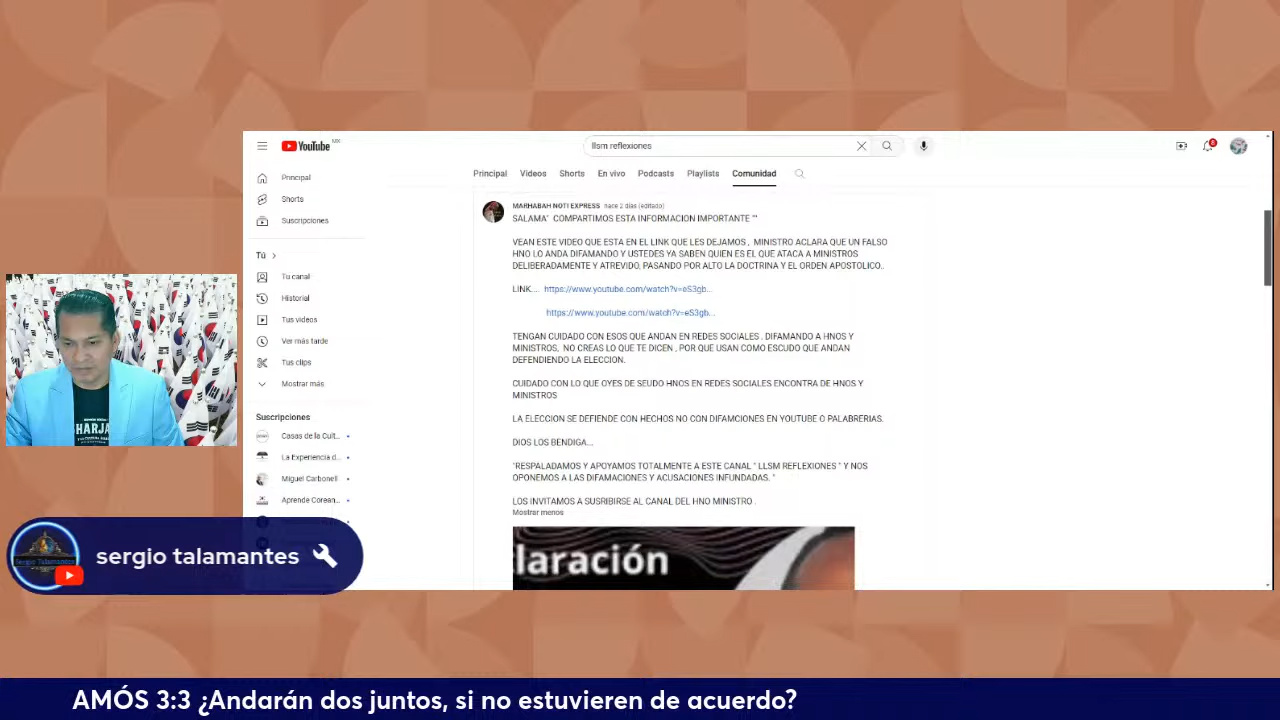 YouTube MX
llsm reflexiones
8
Principal
Shorts
Suscripciones
Tú
Tu canal
Historial
Tus videos
Ver más tarde
Tus clips
Mostrar más
Suscripciones
Casas de la Cult...
La Experiencia d...
Miguel Carbonell
Aprende Corean...
Principal Videos Shorts En vivo Podcasts Playlists Comunidad
MARHABAH NOTI EXPRESS hace 2 días (editado)
SALAMA' COMPARTIMOS ESTA INFORMACION IMPORTANTE ""
VEAN ESTE VIDEO QUE ESTA EN EL LINK QUE LES DEJAMOS , MINISTRO ACLARA QUE UN FALSO
HNO LO ANDA DIFAMANDO Y USTEDES YA SABEN QUIEN ES EL QUE ATACA A MINISTROS
DELIBERADAMENTE Y ATREVIDO, PASANDO POR ALTO LA DOCTRINA Y EL ORDEN APOSTOLICO..
LINK.... https://www.youtube.com/watch?v=eS3gb...
https://www.youtube.com/watch?v=eS3gb...
TENGAN CUIDADO CON ESOS QUE ANDAN EN REDES SOCIALES . DIFAMANDO A HNOS Y
MINISTROS, NO CREAS LO QUE TE DICEN , POR QUE USAN COMO ESCUDO QUE ANDAN
DEFENDIENDO LA ELECCION.
CUIDADO CON LO QUE OYES DE SEUDO HNOS EN REDES SOCIALES ENCONTRA DE HNOS Y
MINISTROS
LA ELECCION SE DEFIENDE CON HECHOS NO CON DIFAMCIONES EN YOUTUBE O PALABRERIAS.
DIOS LOS BENDIGA...
"RESPALADAMOS Y APOYAMOS TOTALMENTE A ESTE CANAL " LLSM REFLEXIONES " Y NOS
OPONEMOS A LAS DIFAMACIONES Y ACUSACIONES INFUNDADAS. "
LOS INVITAMOS A SUSRIBIRSE AL CANAL DEL HNO MINISTRO .
Mostrar menos
laración
HARJA
Sergio Talamantes
sergio talamantes
AMÓS 3:3 ¿Andarán dos juntos, si no estuvieren de acuerdo?